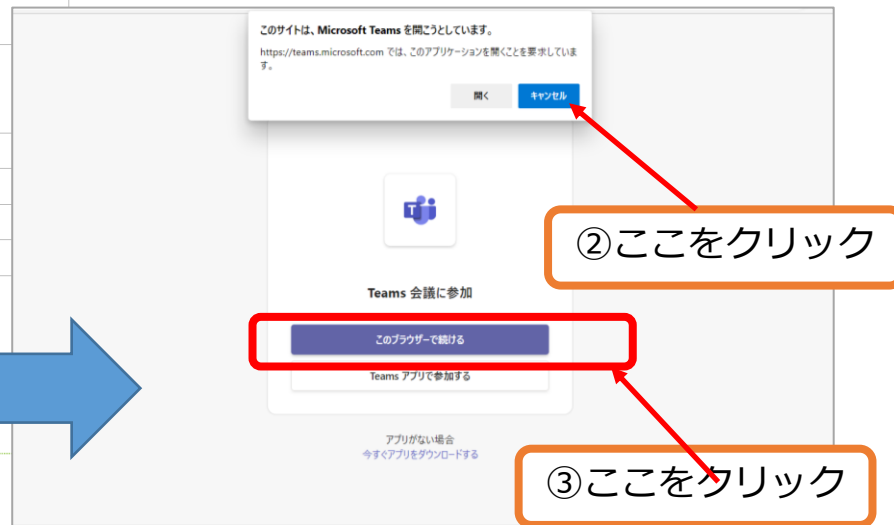 このサイトは、Microsoft Teams を開こうとしています。
https://teams.microsoft.com では、このアプリケーションを開くことを要求していま
す。
開く
キャンセル
②ここをクリック
Teams 会議に参加
このブラウザーで続ける
Teams アプリで参加する
アプリがない場合
今すぐアプリをダウンロードする
③ここをクリック